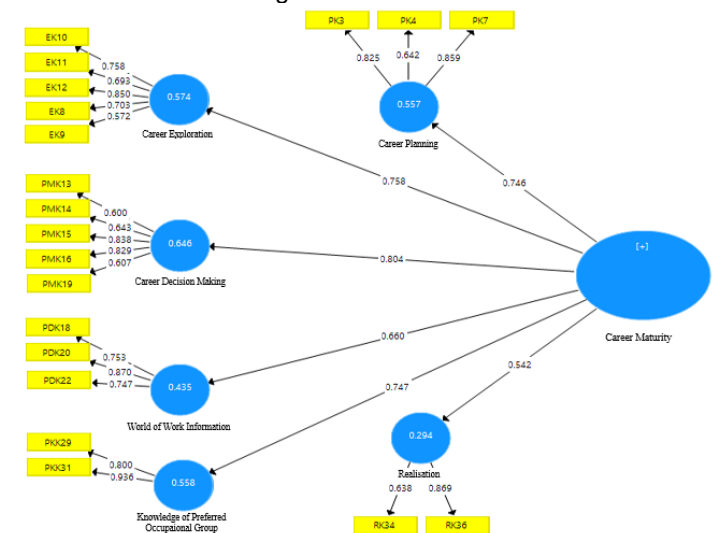 PK3
PK4
PK7
0.825
0.642
0.859
0.557
Career Planning
EK10
EK11
EK12
EK8
EK9
0.758
0.693
0.850
0.703
0.572
0.574
Career Exploration
0.758
0.746
PMK13
PMK14
PMK15
PMK16
PMK19
0.600
0.643
0.838
0.829
0.607
0.646
Career Decision Making
0.804
[+]
Career Maturity
PDK18
PDK20
PDK22
0.753
0.870
0.747
0.435
World of Work Information
0.660
0.747
0.542
PKK29
PKK31
0.800
0.936
0.558
Knowledge of Preferred
Occupaional Group
0.294
Realisation
0.638
0.869
RK34
RK36